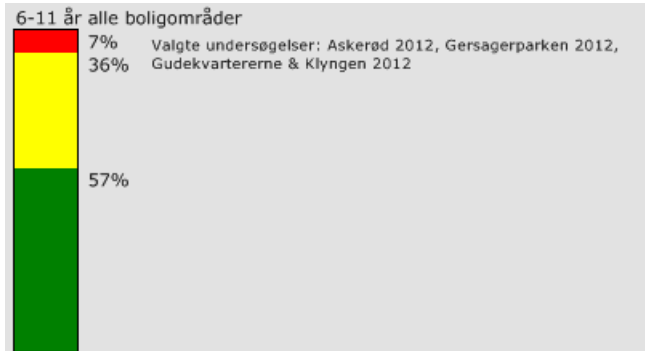 6-11 år alle boligområder
7%
Valgte undersøgelser: Askerød 2012, Gersagerparken 2012,
36%
Gudekvartererne & Klyngen 2012
57%